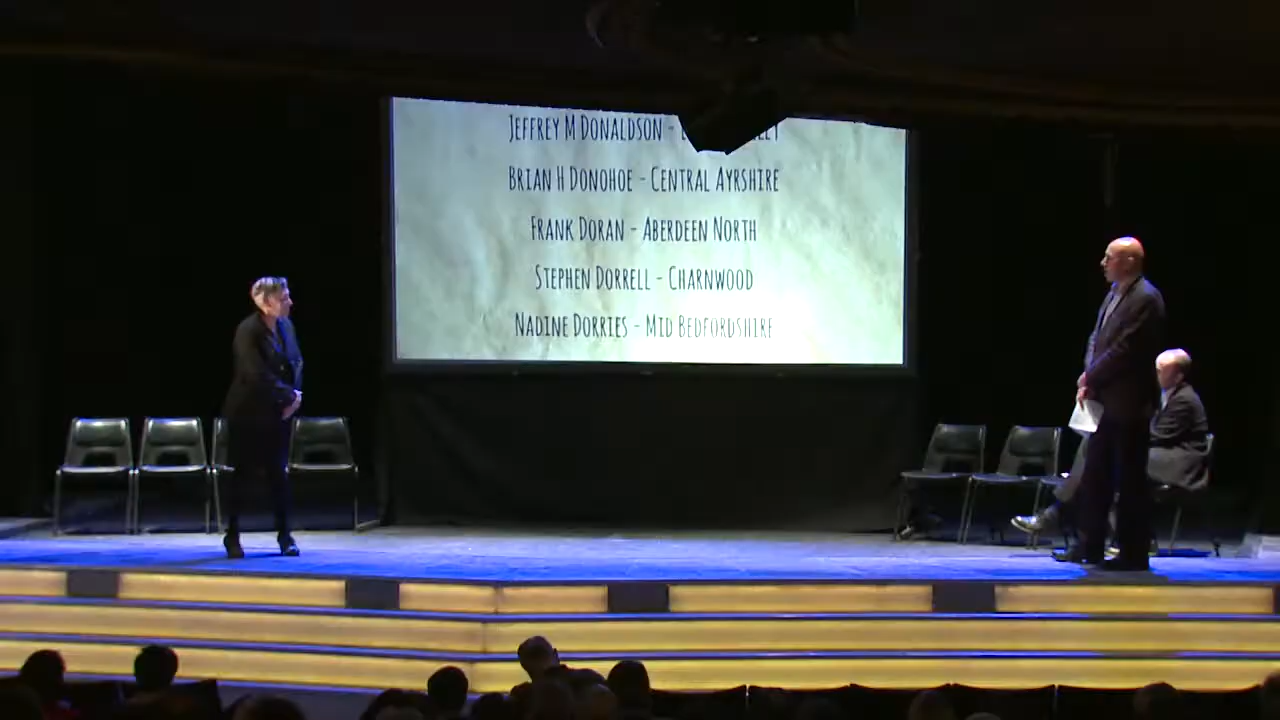 JEFFREY M DONALDSON -
BRIAN H DONOHOE - CENTRAL AYRSHIRE
FRANK DORAN - ABERDEEN NORTH
STEPHEN DORRELL - CHARNWOOD
NADINE DORRIES - MID BEDFORDSHIRE